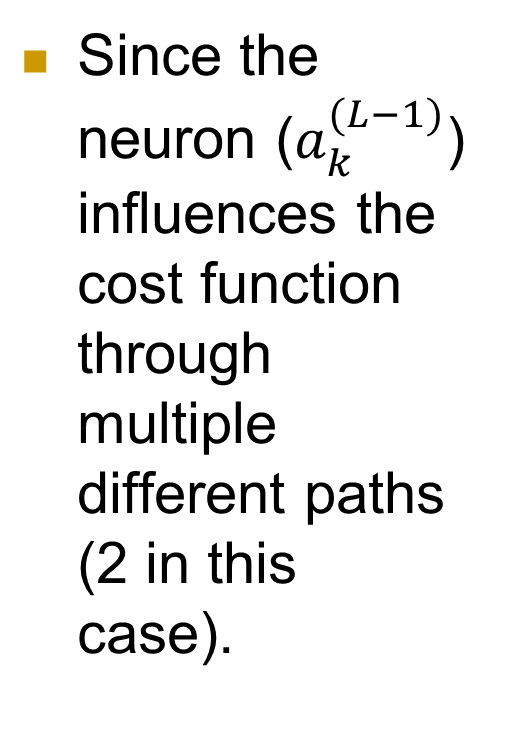 Since the
neuron (a_k^(L−1))
influences the
cost function
through
multiple
different paths
(2 in this
case).